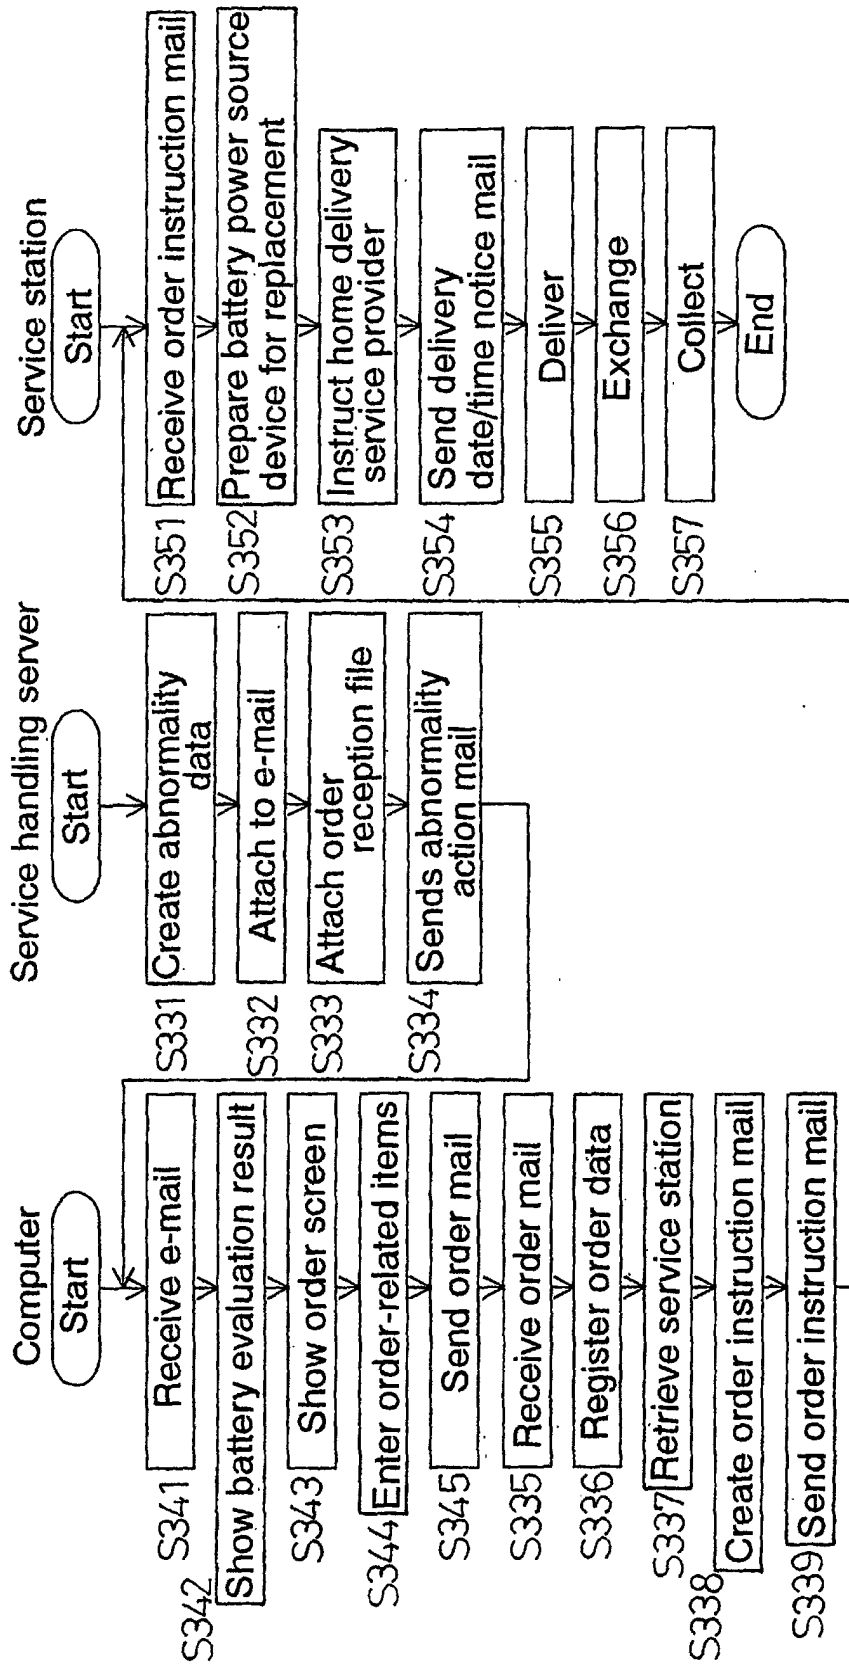 Computer
Start
S341
Receive e-mail
S342
Show battery evaluation result
S343
Show order screen
S344
Enter order-related items
S345
Send order mail
S335
Receive order mail
S336
Register order data
S337
Retrieve service station
S338
Create order instruction mail
S339
Send order instruction mail
Service handling server
Start
S331
Create abnormality
data
S332
Attach to e-mail
S333
Attach order
reception file
S334
Sends abnormality
action mail
Service station
Start
S351
Receive order instruction mail
S352
Prepare battery power source
device for replacement
S353
Instruct home delivery
service provider
S354
Send delivery
date/time notice mail
S355
Deliver
S356
Exchange
S357
Collect
End